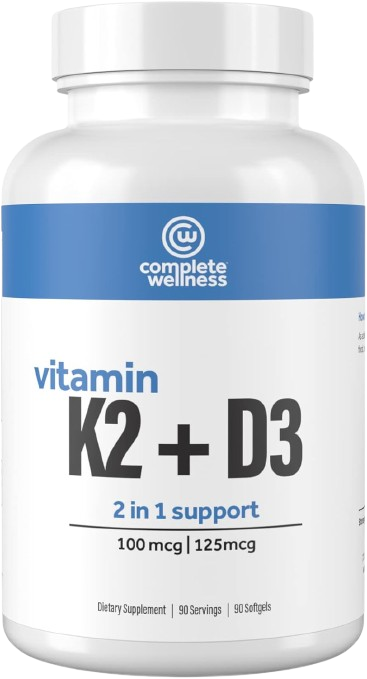 complete
wellness
vitamin
K2 + D3
2 in 1 support
100 mcg | 125mcg
Dietary Supplement | 90 Servings | 90 Softgels